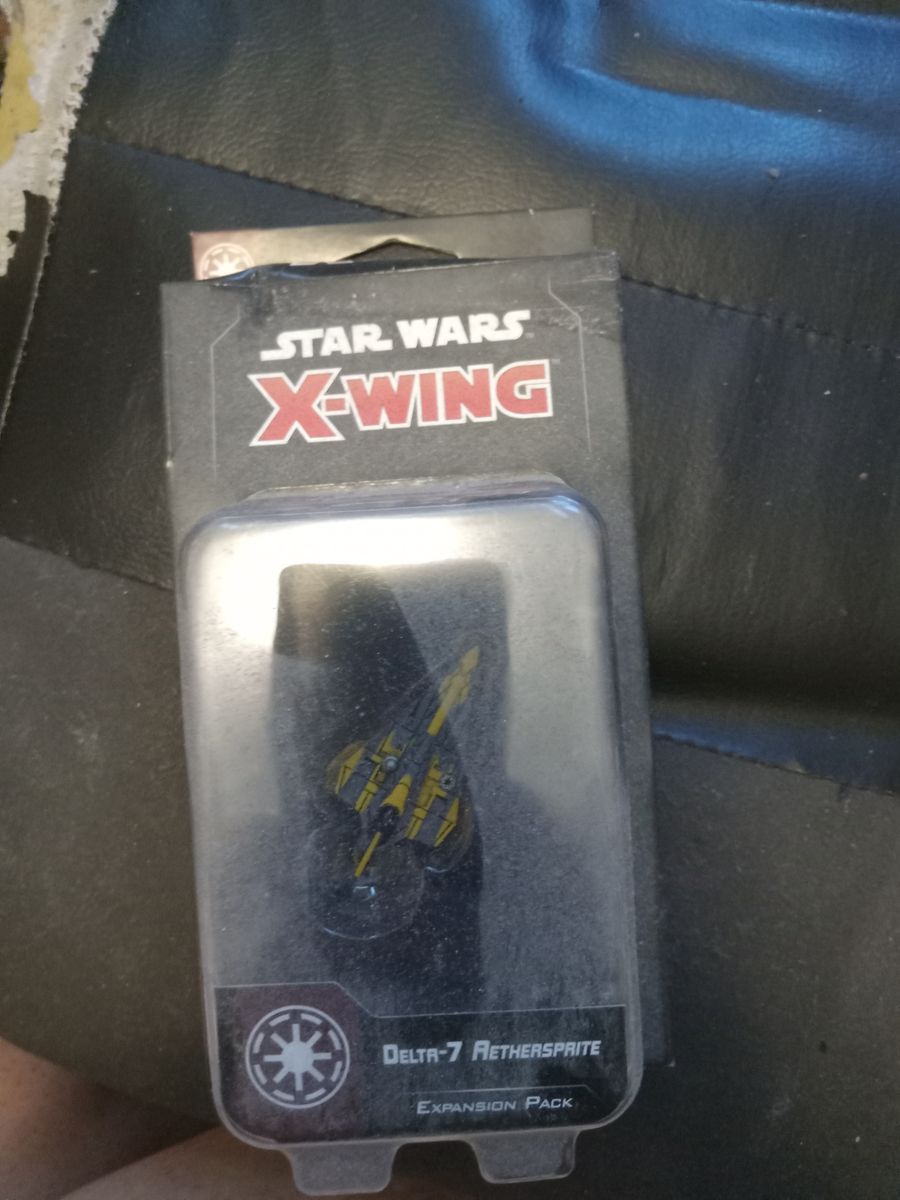 STAR WARS
X-WING
DELTA-7 AETHERSPRITE
EXPANSION PACK